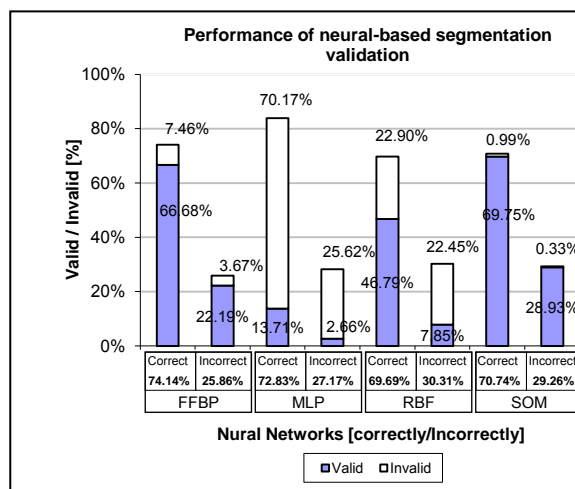 Performance of neural-based segmentation
validation
Valid / Invalid [%]
100%
80%
60%
40%
20%
0%
7.46%
66.68%
3.67%
22.19%
70.17%
13.71%
25.62%
2.66%
22.90%
46.79%
22.45%
7.85%
0.99%
69.75%
0.33%
28.93%
Correct Incorrect Correct Incorrect Correct Incorrect Correct Incorrect
74.14% 25.86% 72.83% 27.17% 69.69% 30.31% 70.74% 29.26%
FFBP MLP RBF SOM
Nural Networks [correctly/Incorrectly]
Valid Invalid